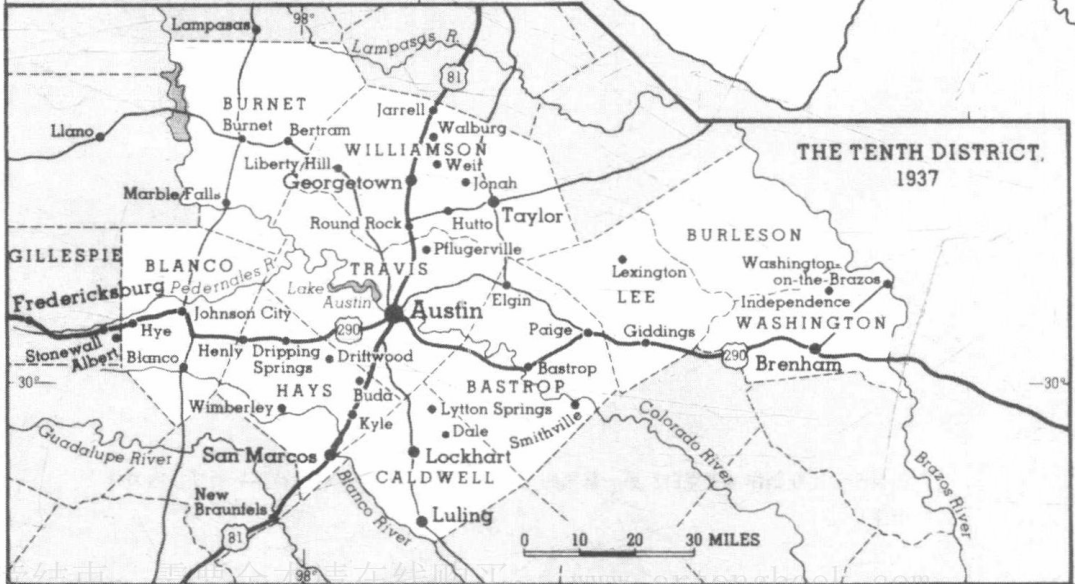 98°
Lampasas
Lampasas R.
81
BURNET
Jarrell
Llano
Burnet
Bertram
Walburg
WILLIAMSON
THE TENTH DISTRICT,
1937
Liberty Hill
Weir
Georgetown
Jonah
Marble Falls
Taylor
Round Rock
Hutto
GILLESPIE
Pflugerville
BURLESON
BLANCO
TRAVIS
Lexington
Washington-
on-the-Brazos
Pedernales R.
Lake
Austin
Elgin
LEE
Independence
Fredericksburg
Johnson City
Austin
WASHINGTON
Hye
290
Paige
Giddings
Stonewall
Albert
Henly
Dripping
Springs
Driftwood
290
Brenham
Blanco
Bastrop
30°
HAYS
Buda
BASTROP
30°
Wimberley
Kyle
Lytton Springs
Smithville
Dale
Colorado River
Guadalupe River
San Marcos
Lockhart
Brazos River
CALDWELL
New
Braunfels
Blanco River
Luling
81
98°
0 10 20 30 MILES